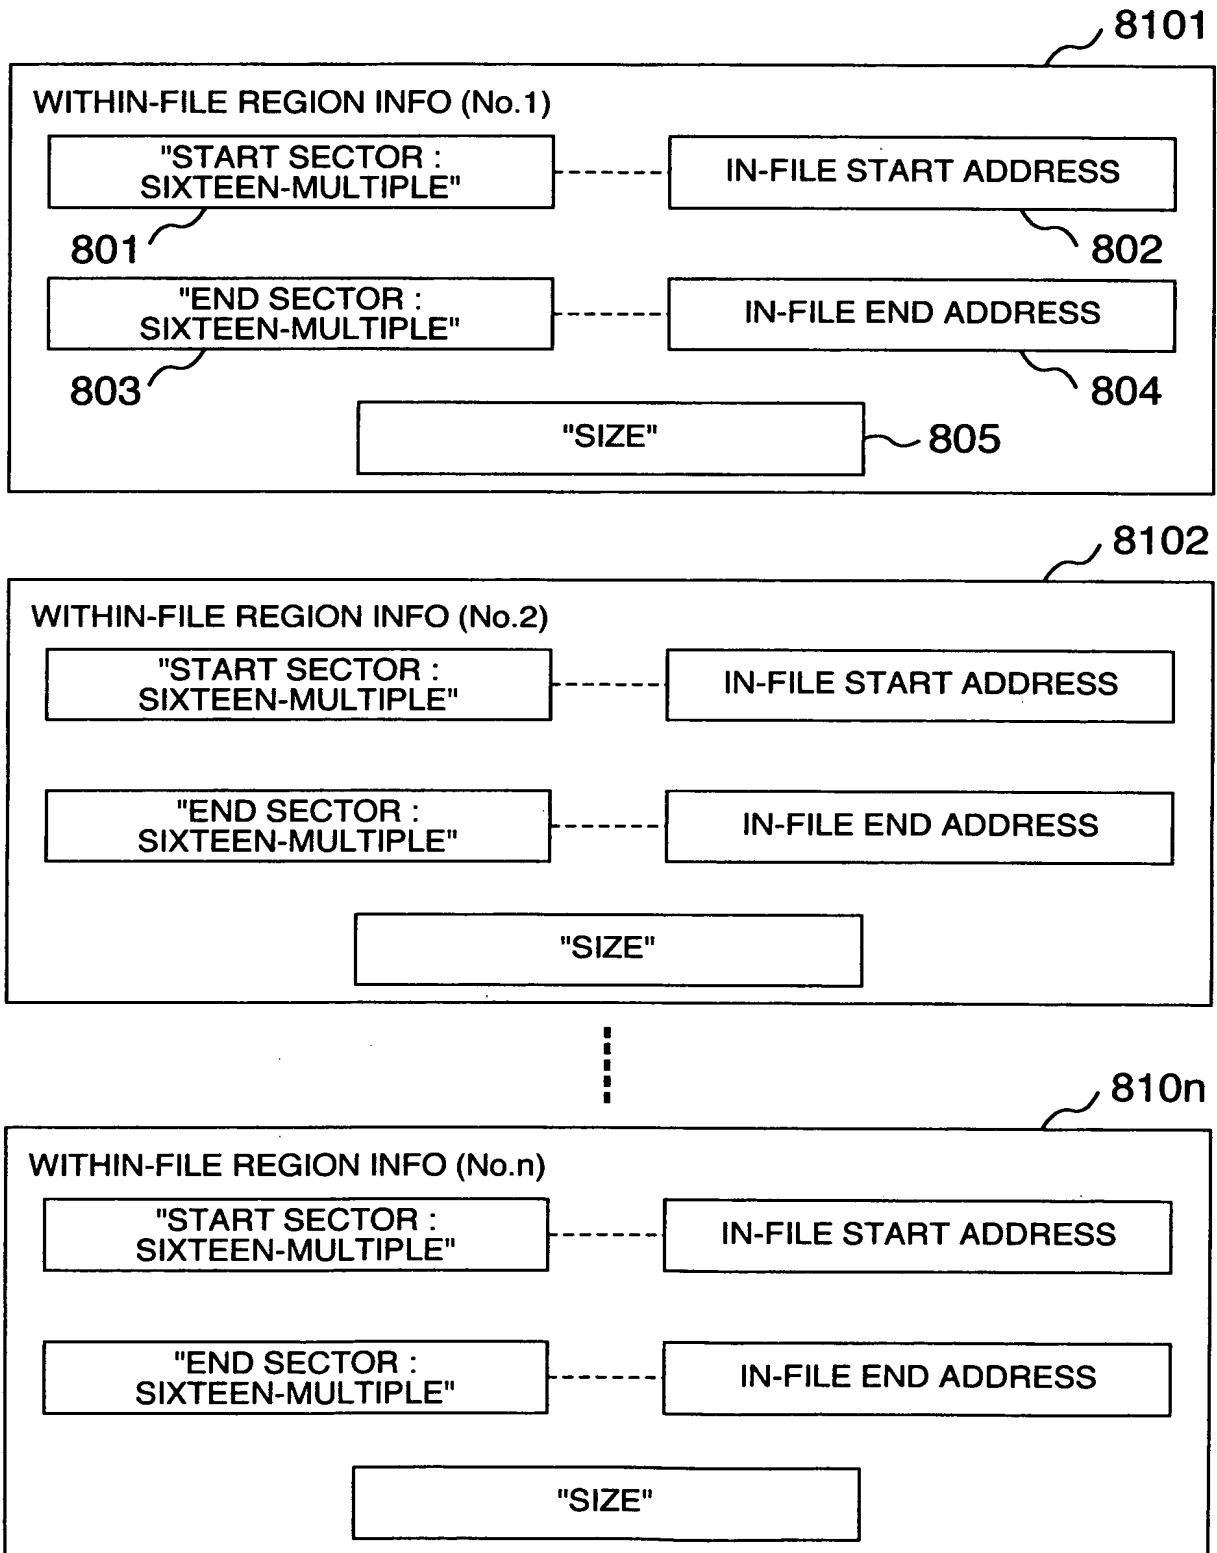 8101
WITHIN-FILE REGION INFO (No.1)
"START SECTOR :
SIXTEEN-MULTIPLE"
IN-FILE START ADDRESS
801
802
"END SECTOR :
SIXTEEN-MULTIPLE"
IN-FILE END ADDRESS
803
804
"SIZE"
805
8102
WITHIN-FILE REGION INFO (No.2)
"START SECTOR :
SIXTEEN-MULTIPLE"
IN-FILE START ADDRESS
"END SECTOR :
SIXTEEN-MULTIPLE"
IN-FILE END ADDRESS
"SIZE"
810n
WITHIN-FILE REGION INFO (No.n)
"START SECTOR :
SIXTEEN-MULTIPLE"
IN-FILE START ADDRESS
"END SECTOR :
SIXTEEN-MULTIPLE"
IN-FILE END ADDRESS
"SIZE"